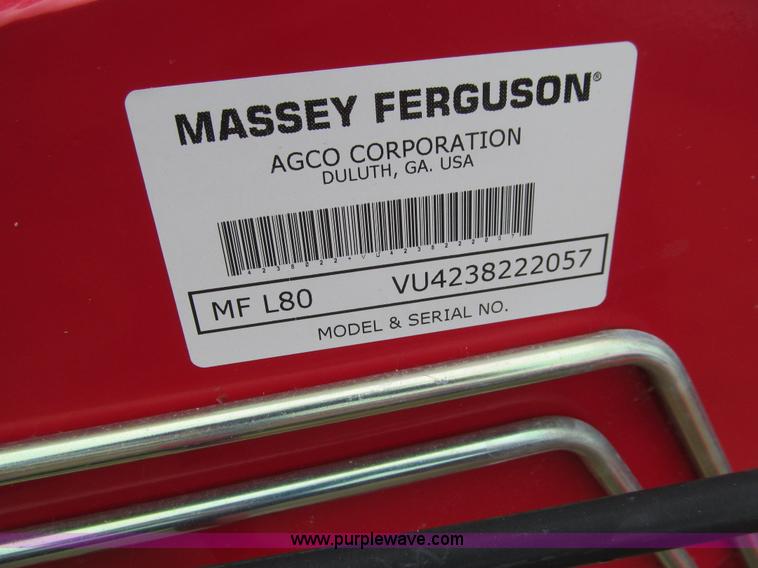 MASSEY FERGUSON®
AGCO CORPORATION
DULUTH, GA. USA
MF L80 VU4238222057
MODEL & SERIAL NO.
www.purplewave.com